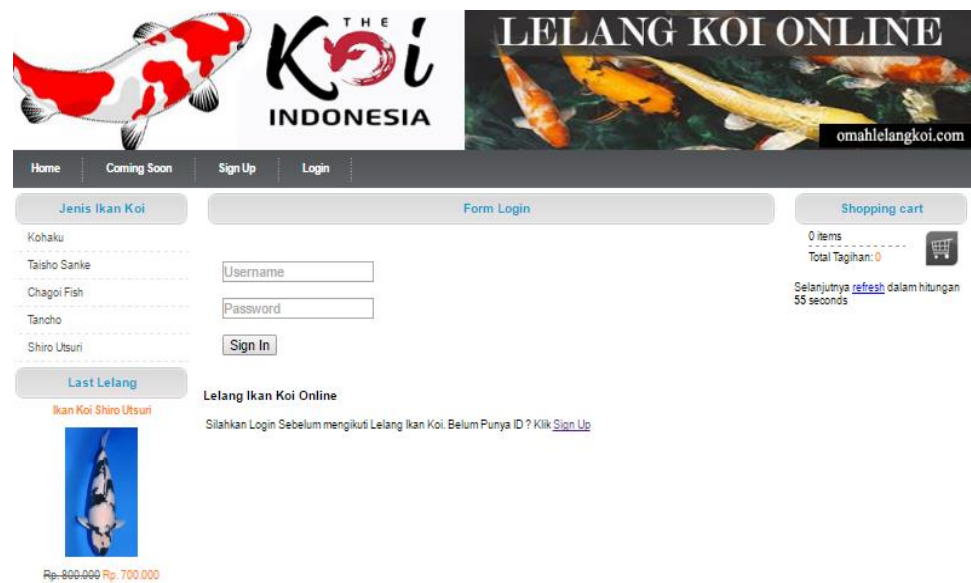 THE
Koi
INDONESIA
LELANG KOI ONLINE
omahlelangkoi.com
Home Coming Soon Sign Up Login
Jenis Ikan Koi
Kohaku
Taisho Sanke
Chagoi Fish
Tancho
Shiro Utsuri
Last Lelang
Ikan Koi Shiro Utsuri
Rp. 800.000 Rp. 700.000
Form Login
Username
Password
Sign In
Lelang Ikan Koi Online
Silahkan Login Sebelum mengikuti Lelang Ikan Koi. Belum Punya ID ? Klik Sign Up
Shopping cart
0 items
Total Tagihan: 0
Selanjutnya refresh dalam hitungan
55 seconds